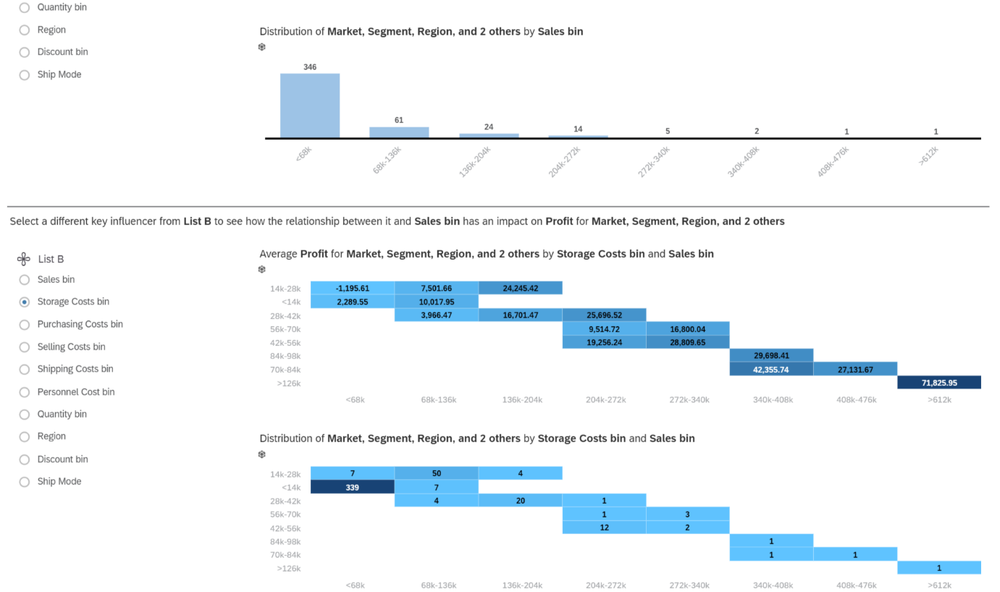 Quantity bin
Region
Discount bin
Ship Mode
Distribution of Market, Segment, Region, and 2 others by Sales bin
346
61
24
14
5
2
1
1
<68k
68k-136k
136k-204k
204k-272k
272k-340k
340k-408k
408k-476k
>612k
Select a different key influencer from List B to see how the relationship between it and Sales bin has an impact on Profit for Market, Segment, Region, and 2 others
List B
Sales bin
Storage Costs bin
Purchasing Costs bin
Selling Costs bin
Shipping Costs bin
Personnel Cost bin
Quantity bin
Region
Discount bin
Ship Mode
Average Profit for Market, Segment, Region, and 2 others by Storage Costs bin and Sales bin
14k-28k -1,195.61 7,501.66 24,245.42
<14k 2,289.55 10,017.95
28k-42k 3,966.47 16,701.47 25,696.52
56k-70k 9,514.72 16,800.04
42k-56k 19,256.24 28,809.65
84k-98k 29,698.41
70k-84k 42,355.74 27,131.67
>126k 71,825.95
<68k 68k-136k 136k-204k 204k-272k 272k-340k 340k-408k 408k-476k >612k
Distribution of Market, Segment, Region, and 2 others by Storage Costs bin and Sales bin
14k-28k 7 50 4
<14k 339 7
28k-42k 4 20 1
56k-70k 1 3
42k-56k 12 2
84k-98k 1
70k-84k 1 1
>126k 1
<68k 68k-136k 136k-204k 204k-272k 272k-340k 340k-408k 408k-476k >612k